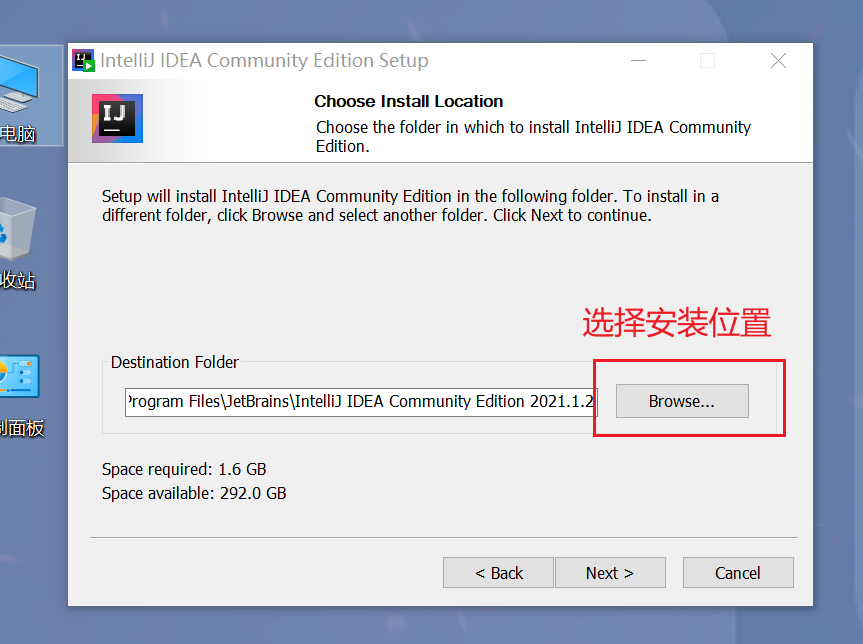 IntelliJ IDEA Community Edition Setup
IJ
Choose Install Location
Choose the folder in which to install IntelliJ IDEA Community
Edition.
电脑
Setup will install IntelliJ IDEA Community Edition in the following folder. To install in a
different folder, click Browse and select another folder. Click Next to continue.
收站
选择安装位置
Destination Folder
Program Files\JetBrains\IntelliJ IDEA Community Edition 2021.1.2
Browse...
制面板
Space required: 1.6 GB
Space available: 292.0 GB
< Back
Next >
Cancel